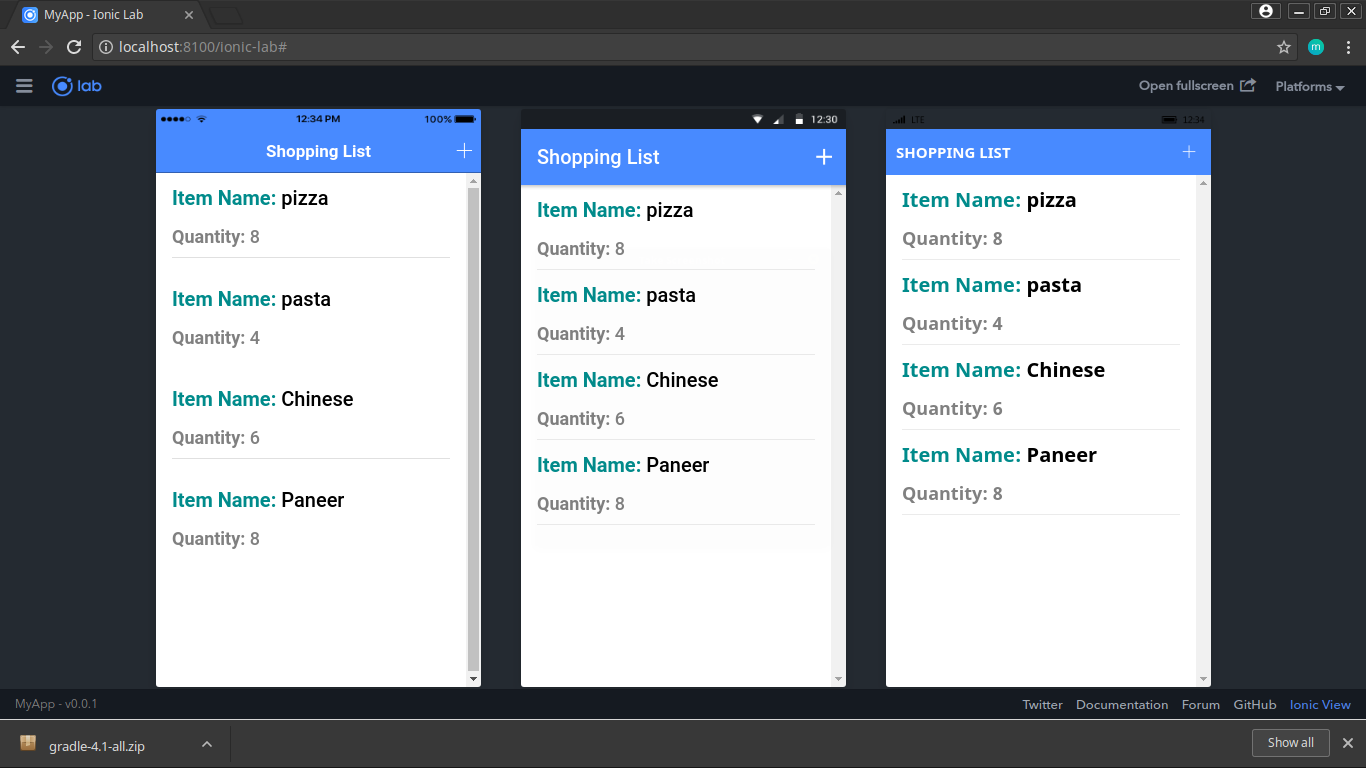 MyApp - Ionic Lab
localhost:8100/ionic-lab#
m
lab
Open fullscreen
Platforms
12:34 PM
100%
Shopping List
Item Name: pizza
Quantity: 8
Item Name: pasta
Quantity: 4
Item Name: Chinese
Quantity: 6
Item Name: Paneer
Quantity: 8
12:30
Shopping List
Item Name: pizza
Quantity: 8
Item Name: pasta
Quantity: 4
Item Name: Chinese
Quantity: 6
Item Name: Paneer
Quantity: 8
LTE
12:34
SHOPPING LIST
Item Name: pizza
Quantity: 8
Item Name: pasta
Quantity: 4
Item Name: Chinese
Quantity: 6
Item Name: Paneer
Quantity: 8
MyApp - v0.0.1
Twitter
Documentation
Forum
GitHub
Ionic View
gradle-4.1-all.zip
Show all